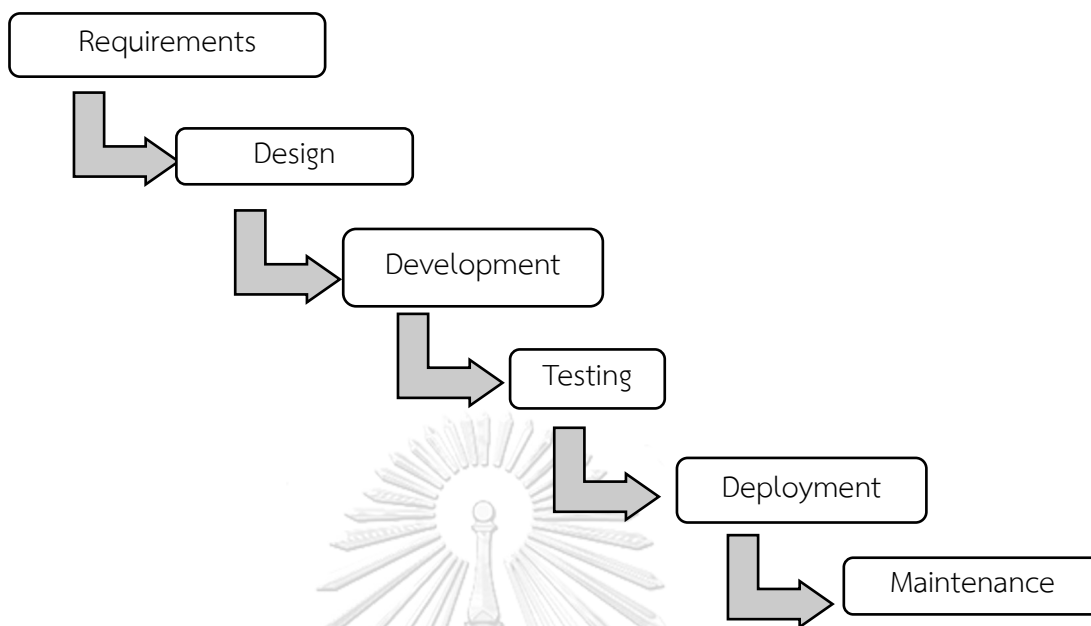 Requirements
Design
Development
Testing
Deployment
Maintenance